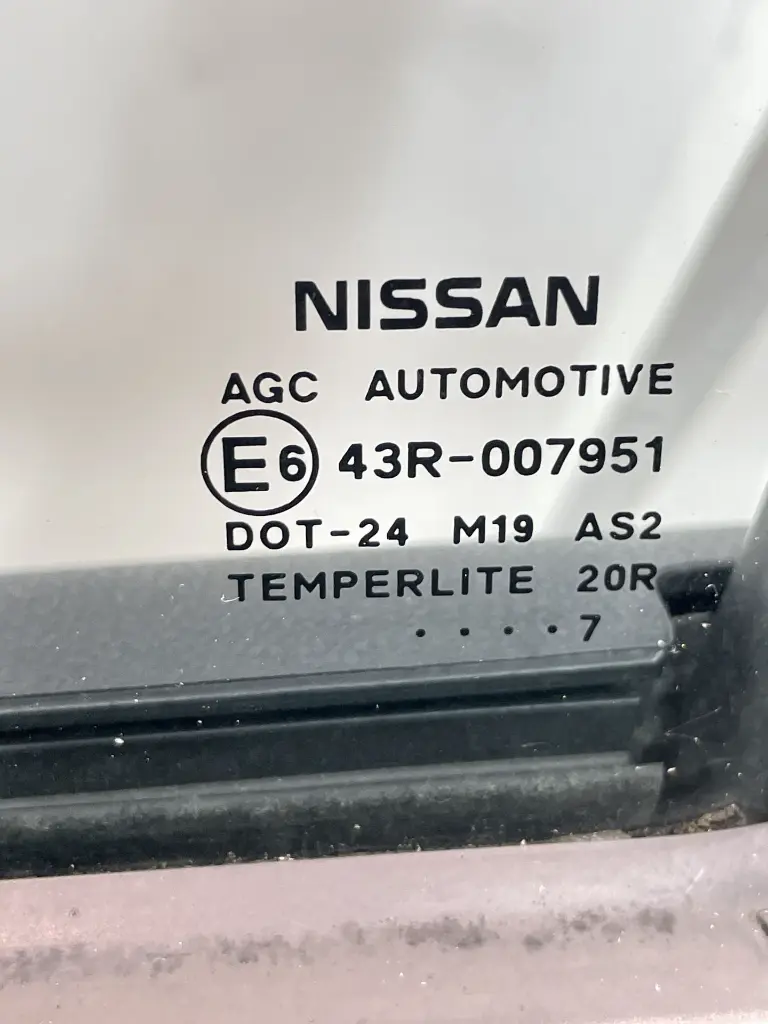 NISSAN
AGC AUTOMOTIVE
E6 43R-007951
DOT-24 M19 AS2
TEMPERLITE 20R
. . . . 7